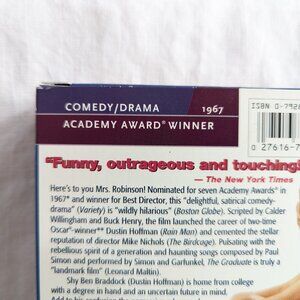 COMEDY/DRAMA 1967
ACADEMY AWARD® WINNER
ISBN 0-792
0 27616-7
"Funny, outrageous and touching!
— The New York Times
Here's to you Mrs. Robinson! Nominated for seven Academy Awards® in
1967* and winner for Best Director, this "delightful, satirical comedy-
drama" (Variety) is "wildly hilarious" (Boston Globe). Scripted by Calder
Willingham and Buck Henry, the film launched the career of two-time
Oscar®-winner** Dustin Hoffman (Rain Man) and cemented the stellar
reputation of director Mike Nichols (The Birdcage). Pulsating with the
rebellious spirit of a generation and haunting songs composed by Paul
Simon and performed by Simon and Garfunkel, The Graduate is truly a
"landmark film" (Leonard Maltin).
Shy Ben Braddock (Dustin Hoffman) is home from college
with a degree in hand and an uncertain future in mind.